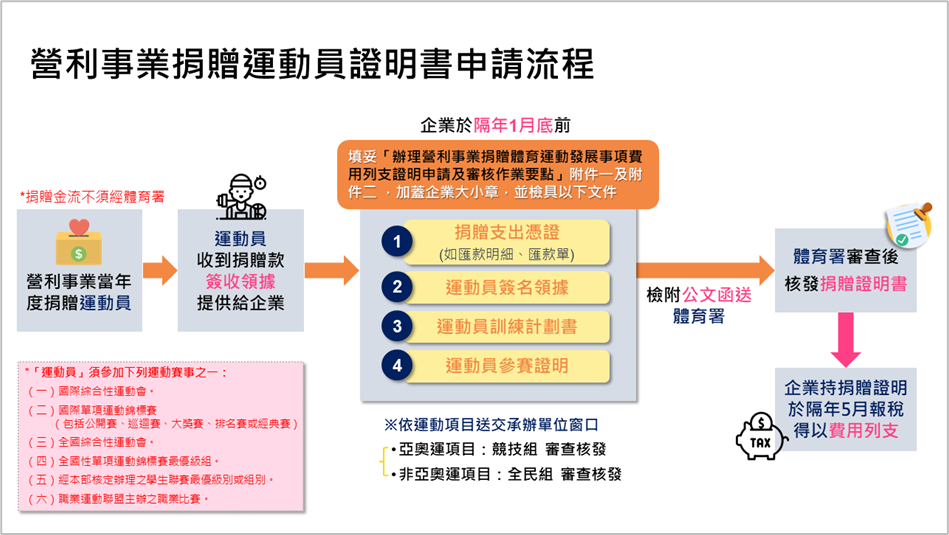 營利事業捐贈運動員證明書申請流程
企業於隔年1月底前
填妥「辦理營利事業捐贈體育運動發展事項費
用列支證明申請及審核作業要點」附件一及附
件二，加蓋企業大小章，並檢具以下文件
*捐贈金流不須經體育署
$
營利事業當年
度捐贈運動員
運動員
收到捐贈款
簽收領據
提供給企業
1
捐贈支出憑證
(如匯款明細、匯款單)
2
運動員簽名領據
3
運動員訓練計劃書
4
運動員參賽證明
檢附公文函送
體育署
體育署審查後
核發捐贈證明書
企業持捐贈證明
於隔年5月報稅
得以費用列支
$
TAX
※依運動項目送交承辦單位窗口
•亞奧運項目：競技組 審查核發
•非亞奧運項目：全民組 審查核發
*「運動員」須參加下列運動賽事之一：
（一）國際綜合性運動會。
（二）國際單項運動錦標賽
（包括公開賽、巡迴賽、大獎賽、排名賽或經典賽）
（三）全國綜合性運動會。
（四）全國性單項運動錦標賽最優級組。
（五）經本部核定辦理之學生聯賽最優級別或組別。
（六）職業運動聯盟主辦之職業比賽。